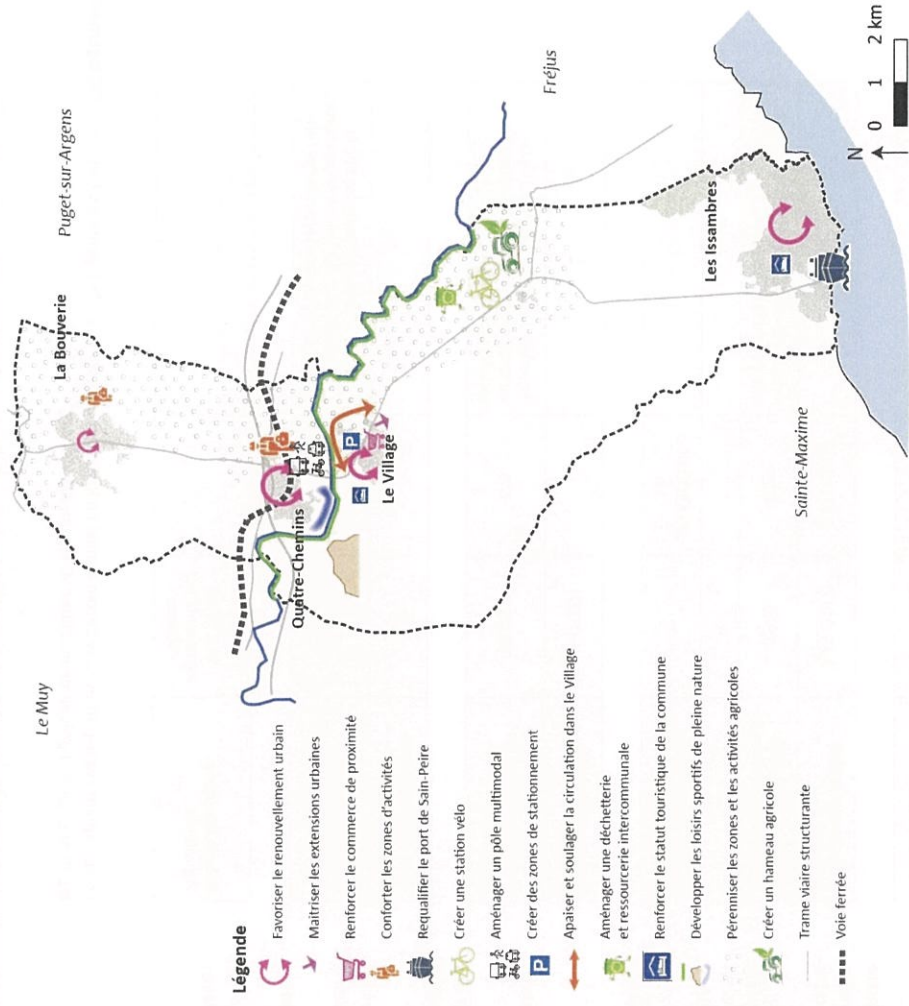 Le Muy
Puget-sur-Argens
La Bouverie
Quatre-Chemins
P
Le Village
Fréjus
Les Issambres
Sainte-Maxime
N
0 1 2 km
Légende
Favoriser le renouvellement urbain
Maitriser les extensions urbaines
Renforcer le commerce de proximité
Conforter les zones d'activités
Requalifier le port de Sain-Peire
Créer une station vélo
Aménager un pôle multimodal
P Créer des zones de stationnement
Apaiser et soulager la circulation dans le Village
Aménager une déchetterie
et ressourcerie intercommunale
Renforcer le statut touristique de la commune
Développer les loisirs sportifs de pleine nature
Pérenniser les zones et les activités agricoles
Créer un hameau agricole
Trame viaire structurante
Voie ferrée